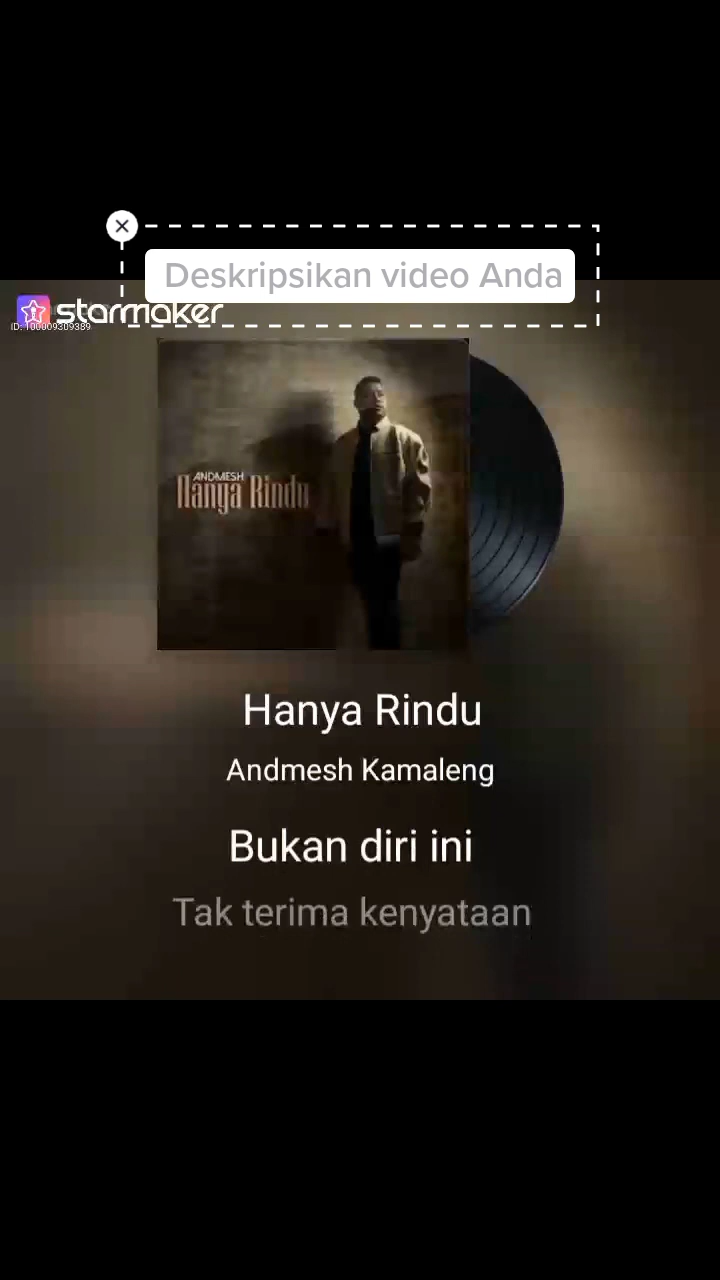 Deskripsikan video Anda
starmaker
ID: 100009309389
ANDMESH
Hanya Rindu
Hanya Rindu
Andmesh Kamaleng
Bukan diri ini
Tak terima kenyataan